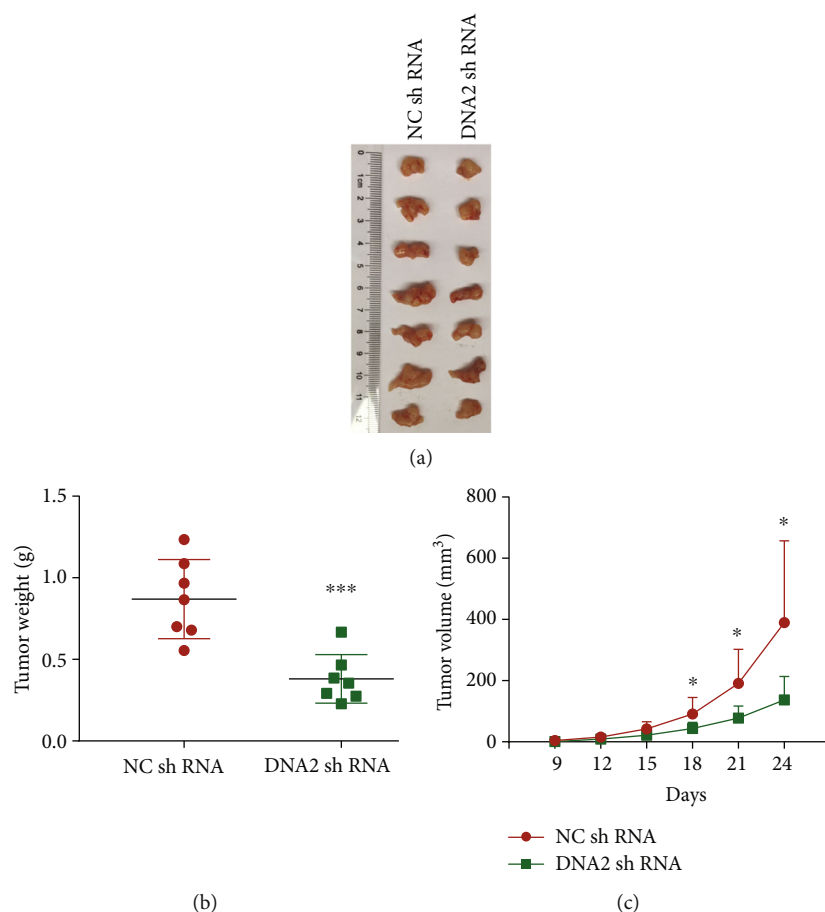 NC sh RNA
DNA2 sh RNA
0
1cm
2
3
4
5
6
7
8
9
10
11
12
(a)
1.5
1.0
0.5
0.0
Tumor weight (g)
***
NC sh RNA
DNA2 sh RNA
(b)
800
600
400
200
0
Tumor volume (mm³)
*
*
*
9 12 15 18 21 24
Days
NC sh RNA
DNA2 sh RNA
(c)